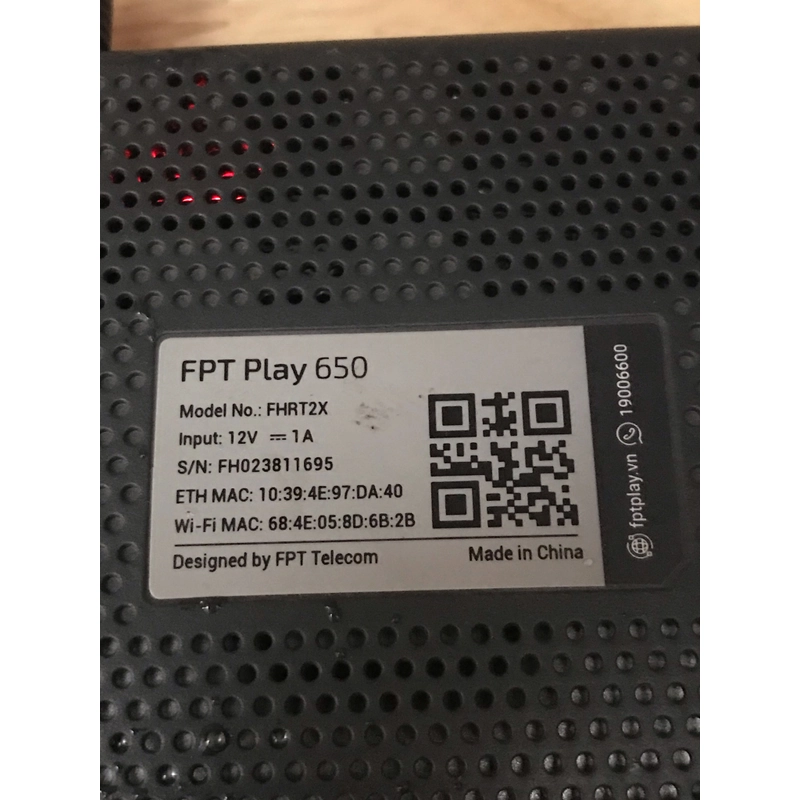 FPT Play 650
Model No.: FHRT2X
Input: 12V ⎓ 1A
S/N: FH023811695
ETH MAC: 10:39:4E:97:DA:40
Wi-Fi MAC: 68:4E:05:8D:6B:2B
Designed by FPT Telecom
Made in China
fptplay.vn
19006600